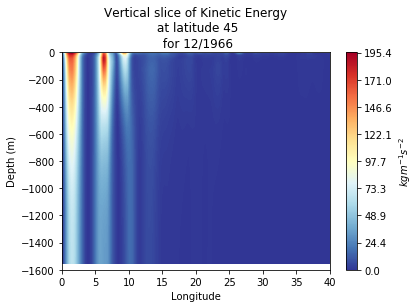 Vertical slice of Kinetic Energy
at latitude 45
for 12/1966
0
−200
−400
−600
−800
−1000
−1200
−1400
−1600
Depth (m)
0 5 10 15 20 25 30 35 40
Longitude
195.4
171.0
146.6
122.1
97.7
73.3
48.9
24.4
0.0
kgm⁻¹s⁻²